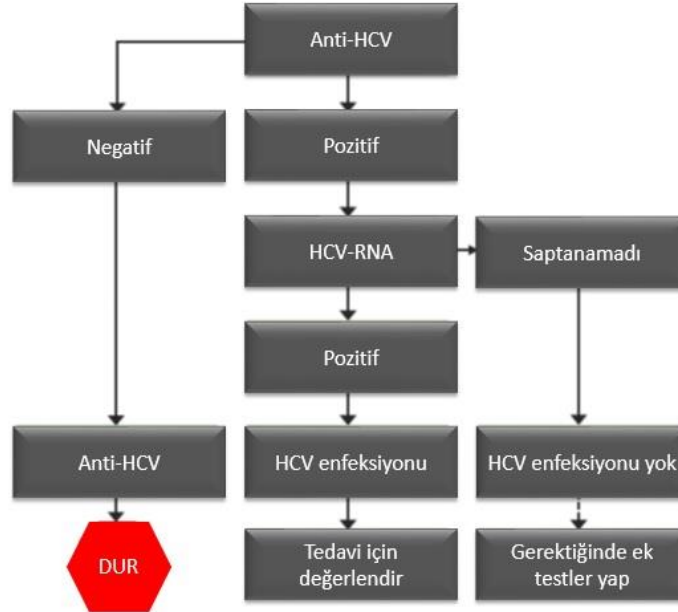 Anti-HCV
Negatif
Pozitif
HCV-RNA
Saptanamadı
Pozitif
Anti-HCV
HCV enfeksiyonu
HCV enfeksiyonu yok
DUR
Tedavi için
değerlendir
Gerektiğinde ek
testler yap